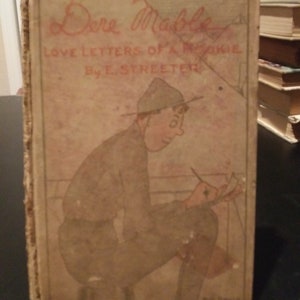 Dere Mable
LOVE LETTERS OF A ROOKIE
By E. STREETER